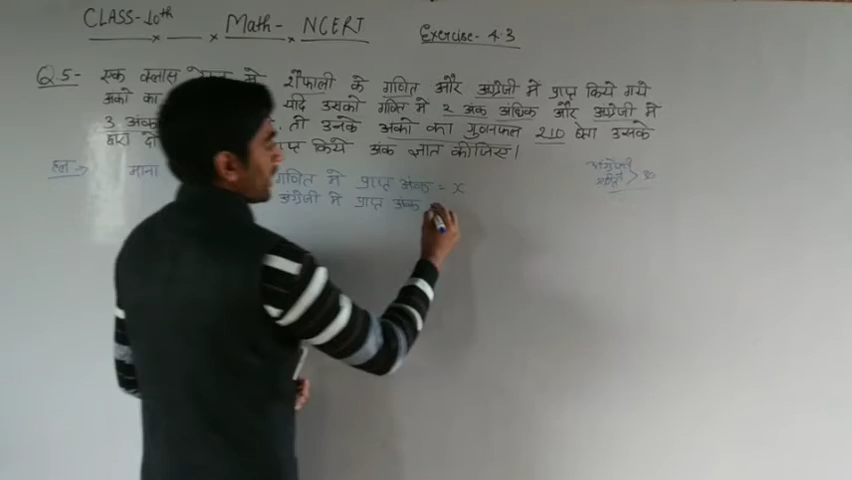 CLASS-10th Math- NCERT Exercise-4.3
Q5- एक क्लास में शैफाली के गणित और अंग्रेजी में प्राप्त किये गये
अंको का यदि उसको गणित में 2 अंक अधिक और अंग्रेजी में
3 अंक तो उनके अंको का गुणनफल 210 होता उसके
द्वारा दो किये अंक ज्ञात कीजिए।
हल→ माना गणित में प्राप्त अंक = x
अंग्रेजी में प्राप्त अंक
अंग्रेजी